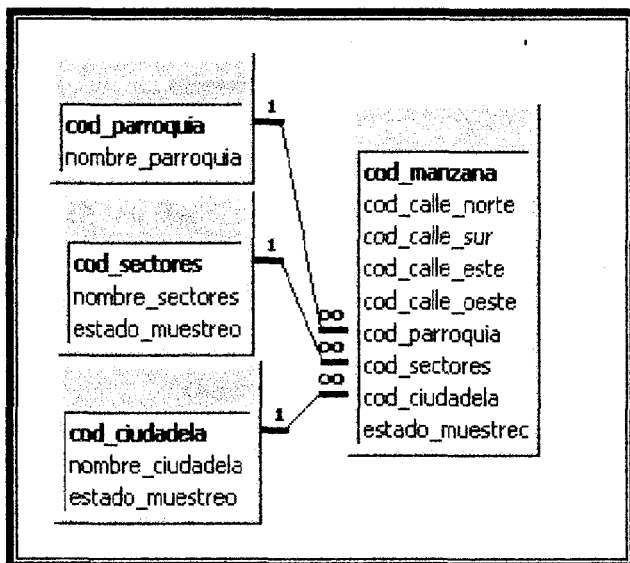 1
cod_parroquia
nombre_parroquia
1
cod_sectores
nombre_sectores
estado_muestreo
1
cod_ciudadela
nombre_ciudadela
estado_muestreo
cod_manzana
cod_calle_norte
cod_calle_sur
cod_calle_este
cod_calle_oeste
∞
cod_parroquia
∞
cod_sectores
∞
cod_ciudadela
estado_muestrec